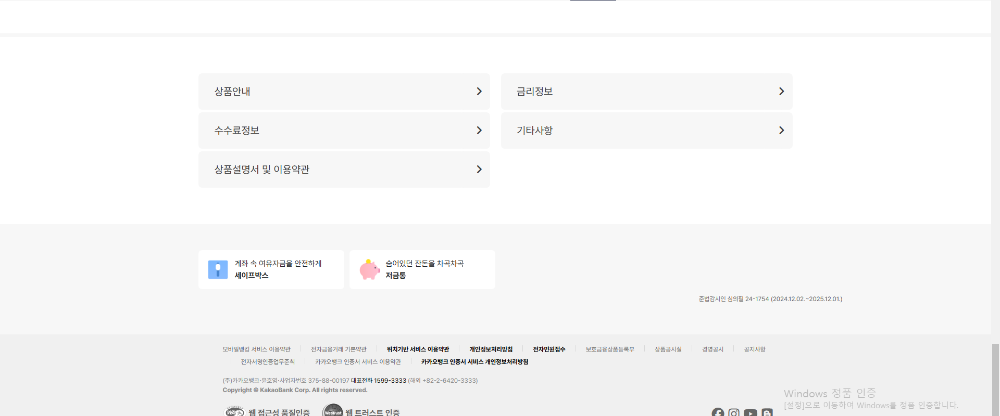 상품안내
금리정보
수수료정보
기타사항
상품설명서 및 이용약관
계좌 속 여유자금을 안전하게
세이프박스
숨어있던 잔돈을 차곡차곡
저금통
준법감시인 심의필 24-1754 (2024.12.02.~2025.12.01.)
모바일뱅킹 서비스 이용약관 전자금융거래 기본약관 위치기반 서비스 이용약관 개인정보처리방침 전자민원접수 보호금융상품등록부 상품공시실 경영공시 공지사항
전자서명인증업무준칙 카카오뱅크 인증서 서비스 이용약관 카카오뱅크 인증서 서비스 개인정보처리방침
(주)카카오뱅크·윤호영·사업자번호 375-88-00197 대표전화 1599-3333 (해외 +82-2-6420-3333)
Copyright © KakaoBank Corp. All rights reserved.
WA 웹 접근성 품질인증 WebTrust 웹 트러스트 인증
Windows 정품 인증
[설정]으로 이동하여 Windows를 정품 인증합니다.